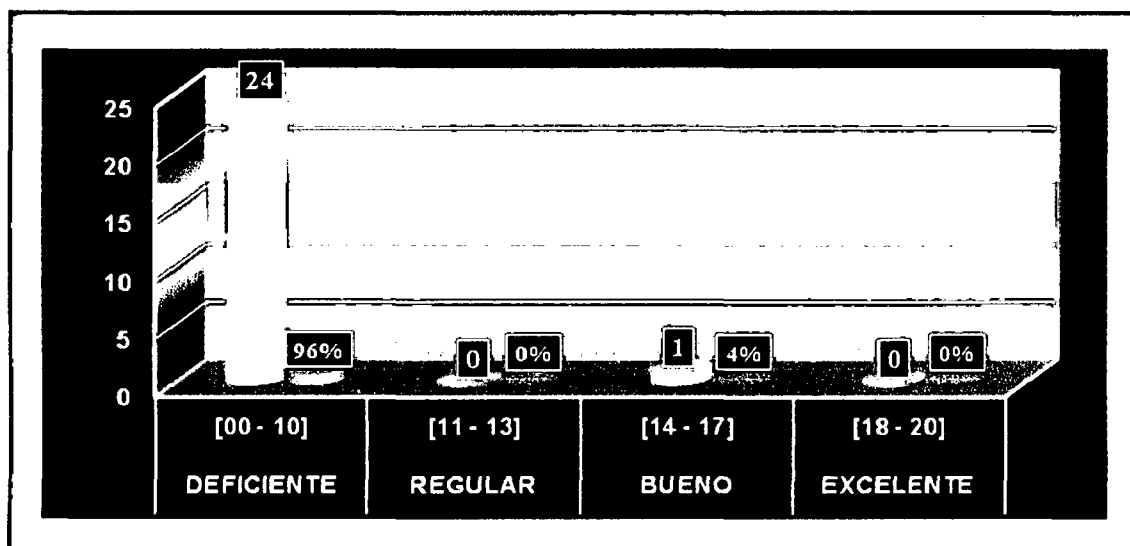 24
25
20
15
10
5
0
96% 0 0% 1 4% 0 0%
[00 - 10] [11 - 13] [14 - 17] [18 - 20]
DEFICIENTE REGULAR BUENO EXCELENTE